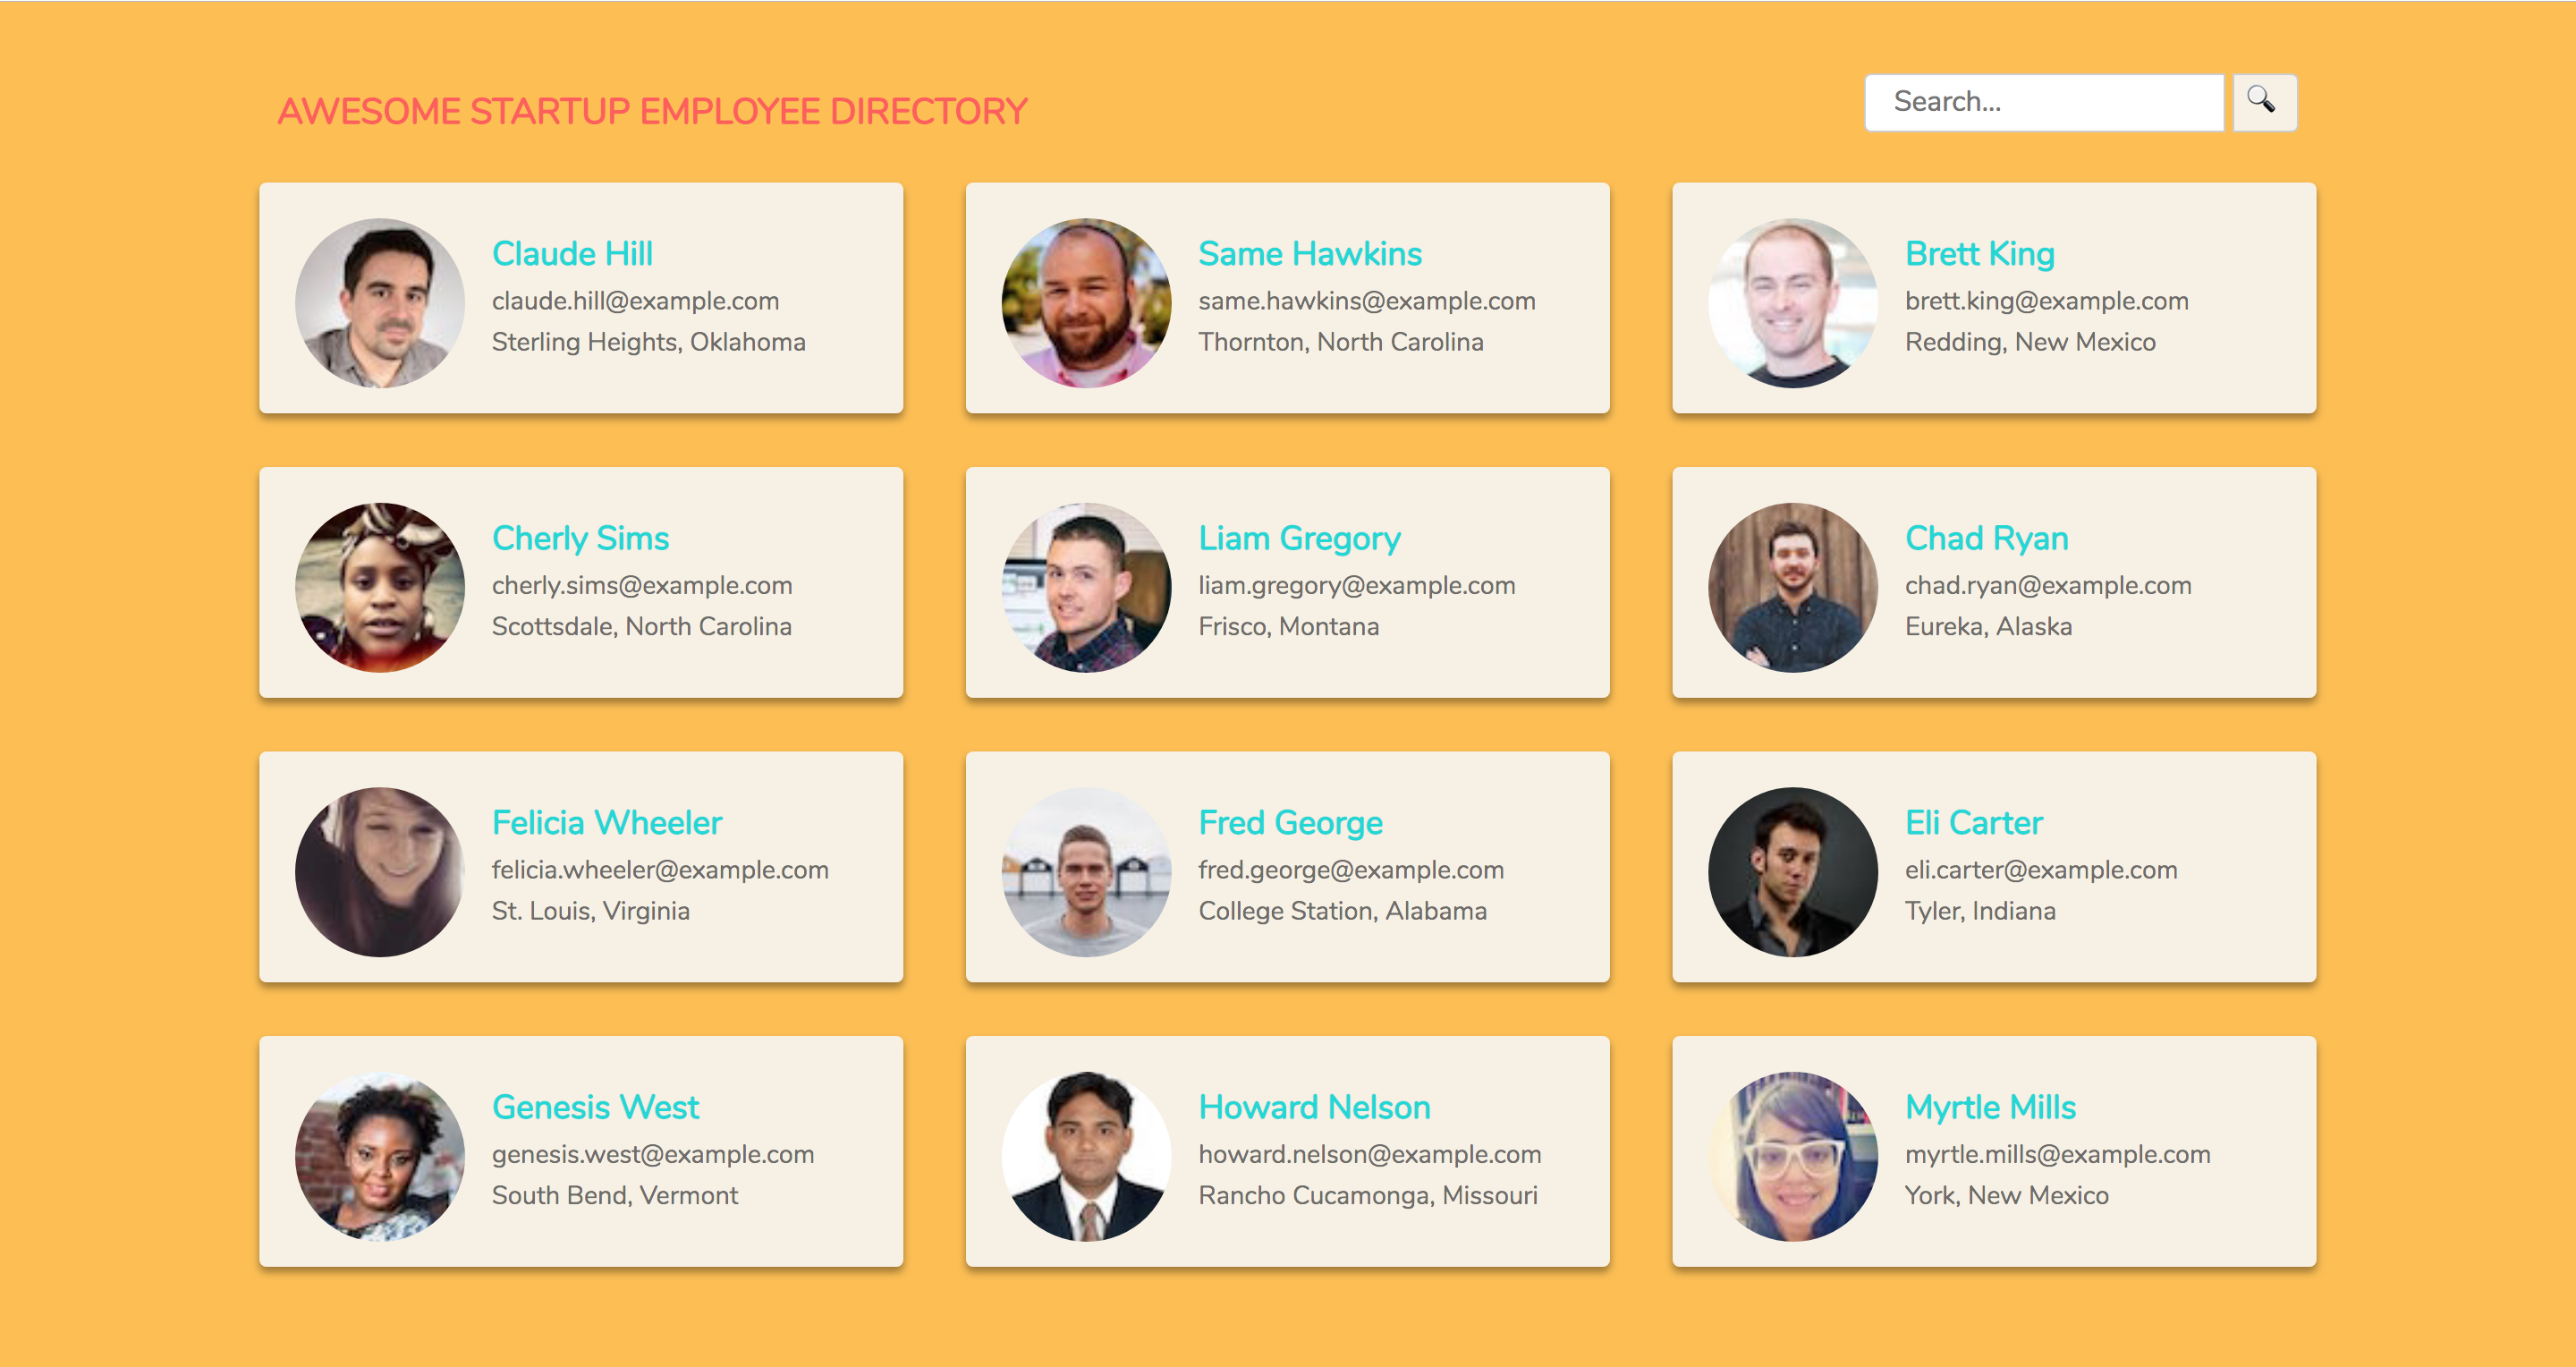 AWESOME STARTUP EMPLOYEE DIRECTORY
Search...
Claude Hill
claude.hill@example.com
Sterling Heights, Oklahoma
Same Hawkins
same.hawkins@example.com
Thornton, North Carolina
Brett King
brett.king@example.com
Redding, New Mexico
Cherly Sims
cherly.sims@example.com
Scottsdale, North Carolina
Liam Gregory
liam.gregory@example.com
Frisco, Montana
Chad Ryan
chad.ryan@example.com
Eureka, Alaska
Felicia Wheeler
felicia.wheeler@example.com
St. Louis, Virginia
Fred George
fred.george@example.com
College Station, Alabama
Eli Carter
eli.carter@example.com
Tyler, Indiana
Genesis West
genesis.west@example.com
South Bend, Vermont
Howard Nelson
howard.nelson@example.com
Rancho Cucamonga, Missouri
Myrtle Mills
myrtle.mills@example.com
York, New Mexico